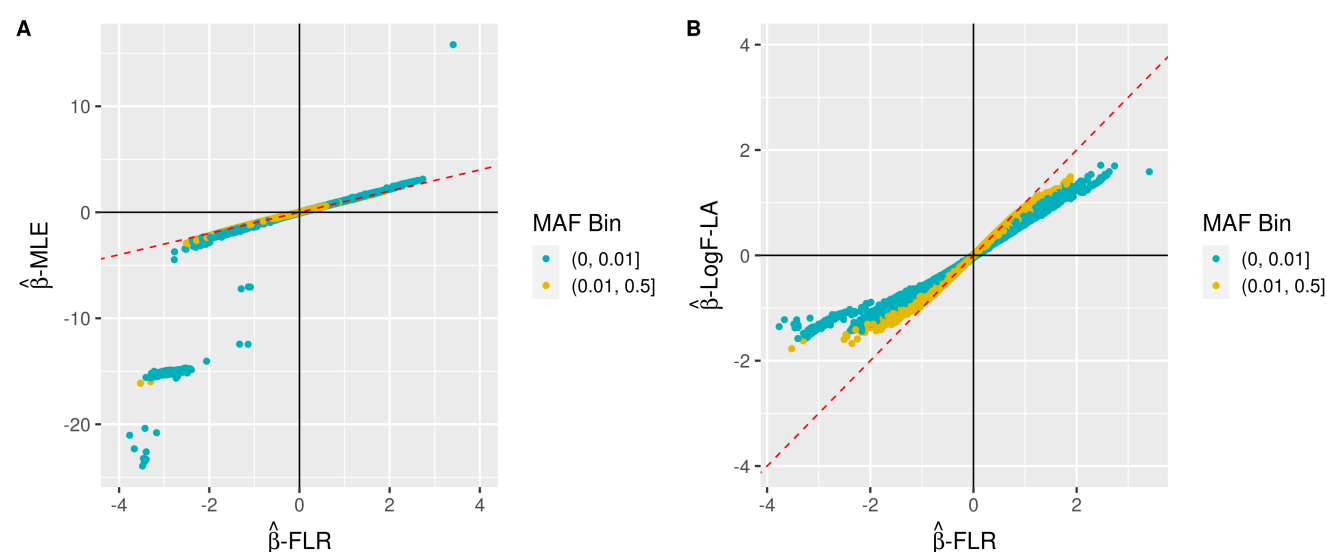 A
10
0
-10
-20
β̂-MLE
-4 -2 0 2 4
β̂-FLR
MAF Bin
(0, 0.01]
(0.01, 0.5]
B
4
2
0
-2
-4
β̂-LogF-LA
-4 -2 0 2
β̂-FLR
MAF Bin
(0, 0.01]
(0.01, 0.5]